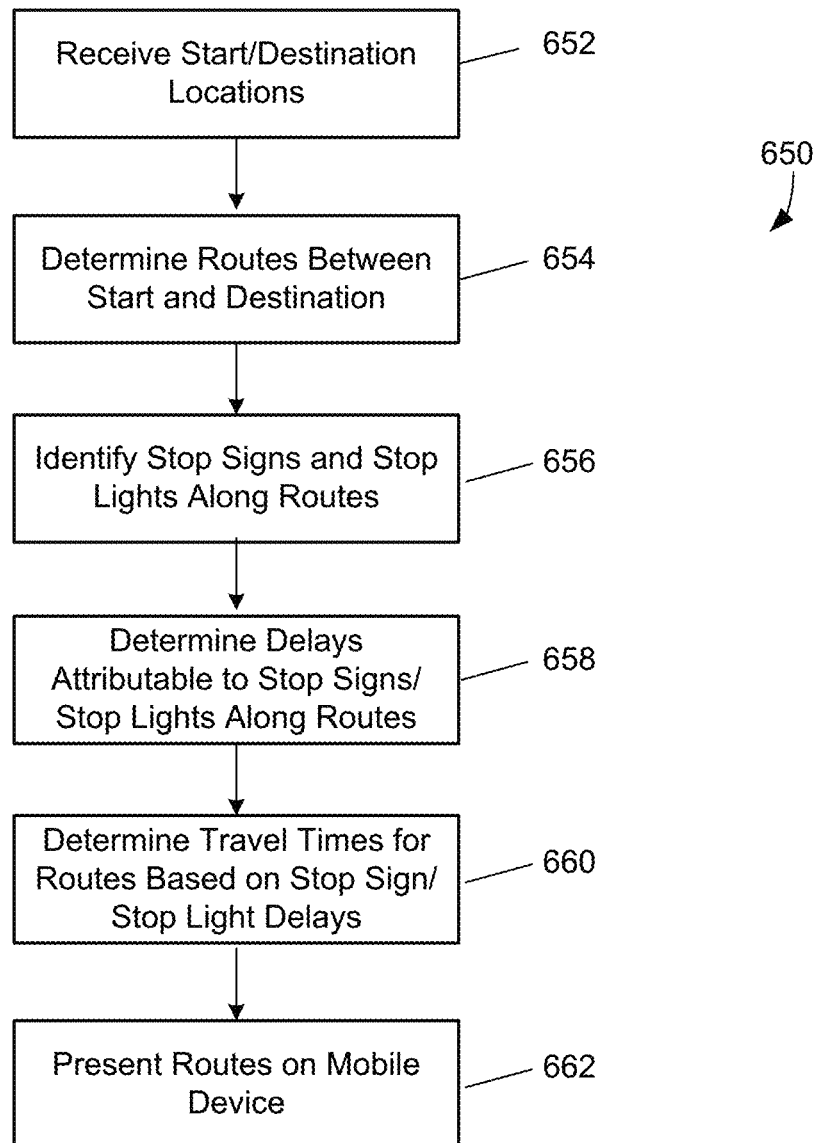 Receive Start/Destination
Locations
652
650
Determine Routes Between
Start and Destination
654
Identify Stop Signs and Stop
Lights Along Routes
656
Determine Delays
Attributable to Stop Signs/
Stop Lights Along Routes
658
Determine Travel Times for
Routes Based on Stop Sign/
Stop Light Delays
660
Present Routes on Mobile
Device
662